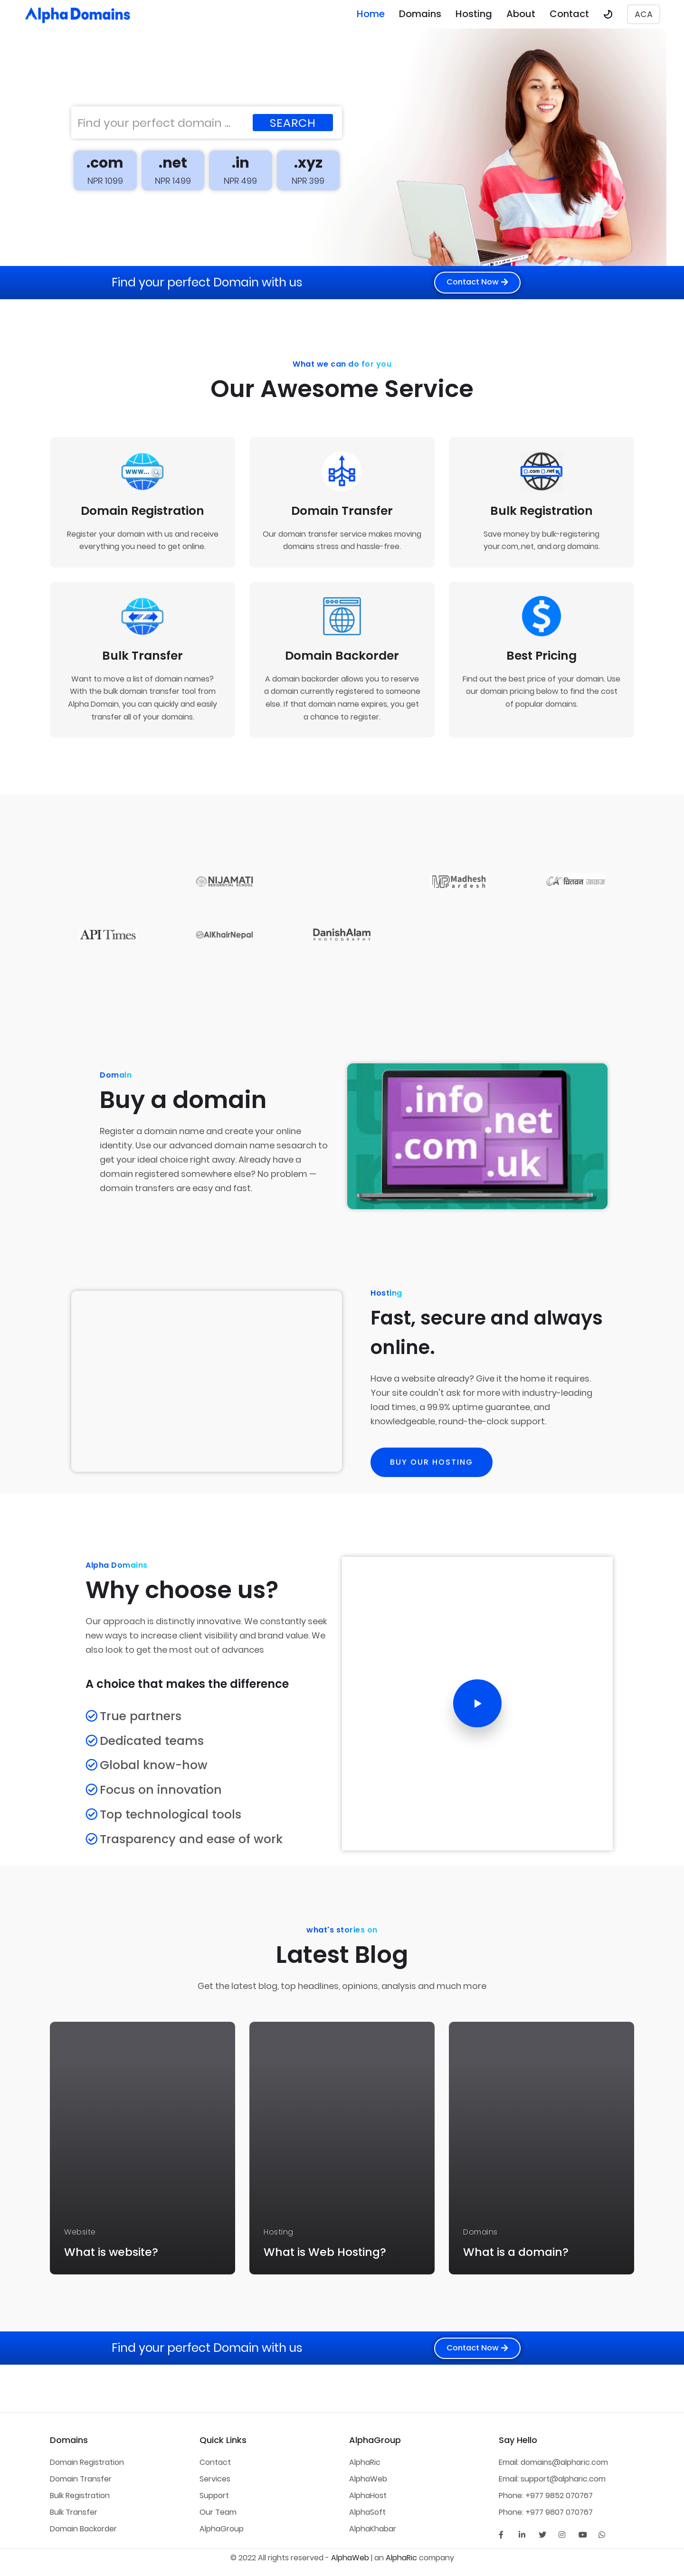 Alpha Domains
Home Domains Hosting About Contact ACA
Find your perfect domain ...
SEARCH
.com .net .in .xyz
NPR 1099 NPR 1499 NPR 499 NPR 399
Find your perfect Domain with us
Contact Now
What we can do for you
Our Awesome Service
WWW...
Domain Registration
Register your domain with us and receive
everything you need to get online.
Domain Transfer
Our domain transfer service makes moving
domains stress and hassle-free.
.com .net
Bulk Registration
Save money by bulk-registering
your.com,.net, and.org domains.
Bulk Transfer
Want to move a list of domain names?
With the bulk domain transfer tool from
Alpha Domain, you can quickly and easily
transfer all of your domains.
Domain Backorder
A domain backorder allows you to reserve
a domain currently registered to someone
else. If that domain name expires, you get
a chance to register.
$
Best Pricing
Find out the best price of your domain. Use
our domain pricing below to find the cost
of popular domains.
NIJAMATI
RESIDENTIAL SCHOOL
MP Madhesh
Pardesh
चितवन आवाज
API Times
AlKhairNepal
DanishAlam
PHOTOGRAPHY
Domain
Buy a domain
Register a domain name and create your online
identity. Use our advanced domain name sesaarch to
get your ideal choice right away. Already have a
domain registered somewhere else? No problem —
domain transfers are easy and fast.
.info
.net
.com
.uk
Hosting
Fast, secure and always
online.
Have a website already? Give it the home it requires.
Your site couldn't ask for more with industry-leading
load times, a 99.9% uptime guarantee, and
knowledgeable, round-the-clock support.
BUY OUR HOSTING
Alpha Domains
Why choose us?
Our approach is distinctly innovative. We constantly seek
new ways to increase client visibility and brand value. We
also look to get the most out of advances
A choice that makes the difference
True partners
Dedicated teams
Global know-how
Focus on innovation
Top technological tools
Trasparency and ease of work
what's stories on
Latest Blog
Get the latest blog, top headlines, opinions, analysis and much more
Website
What is website?
Hosting
What is Web Hosting?
Domains
What is a domain?
Find your perfect Domain with us
Contact Now
Domains
Domain Registration
Domain Transfer
Bulk Registration
Bulk Transfer
Domain Backorder
Quick Links
Contact
Services
Support
Our Team
AlphaGroup
AlphaGroup
AlphaRic
AlphaWeb
AlphaHost
AlphaSoft
AlphaKhabar
Say Hello
Email: domains@alpharic.com
Email: support@alpharic.com
Phone: +977 9852 070767
Phone: +977 9807 070767
© 2022 All rights reserved - AlphaWeb | an AlphaRic company